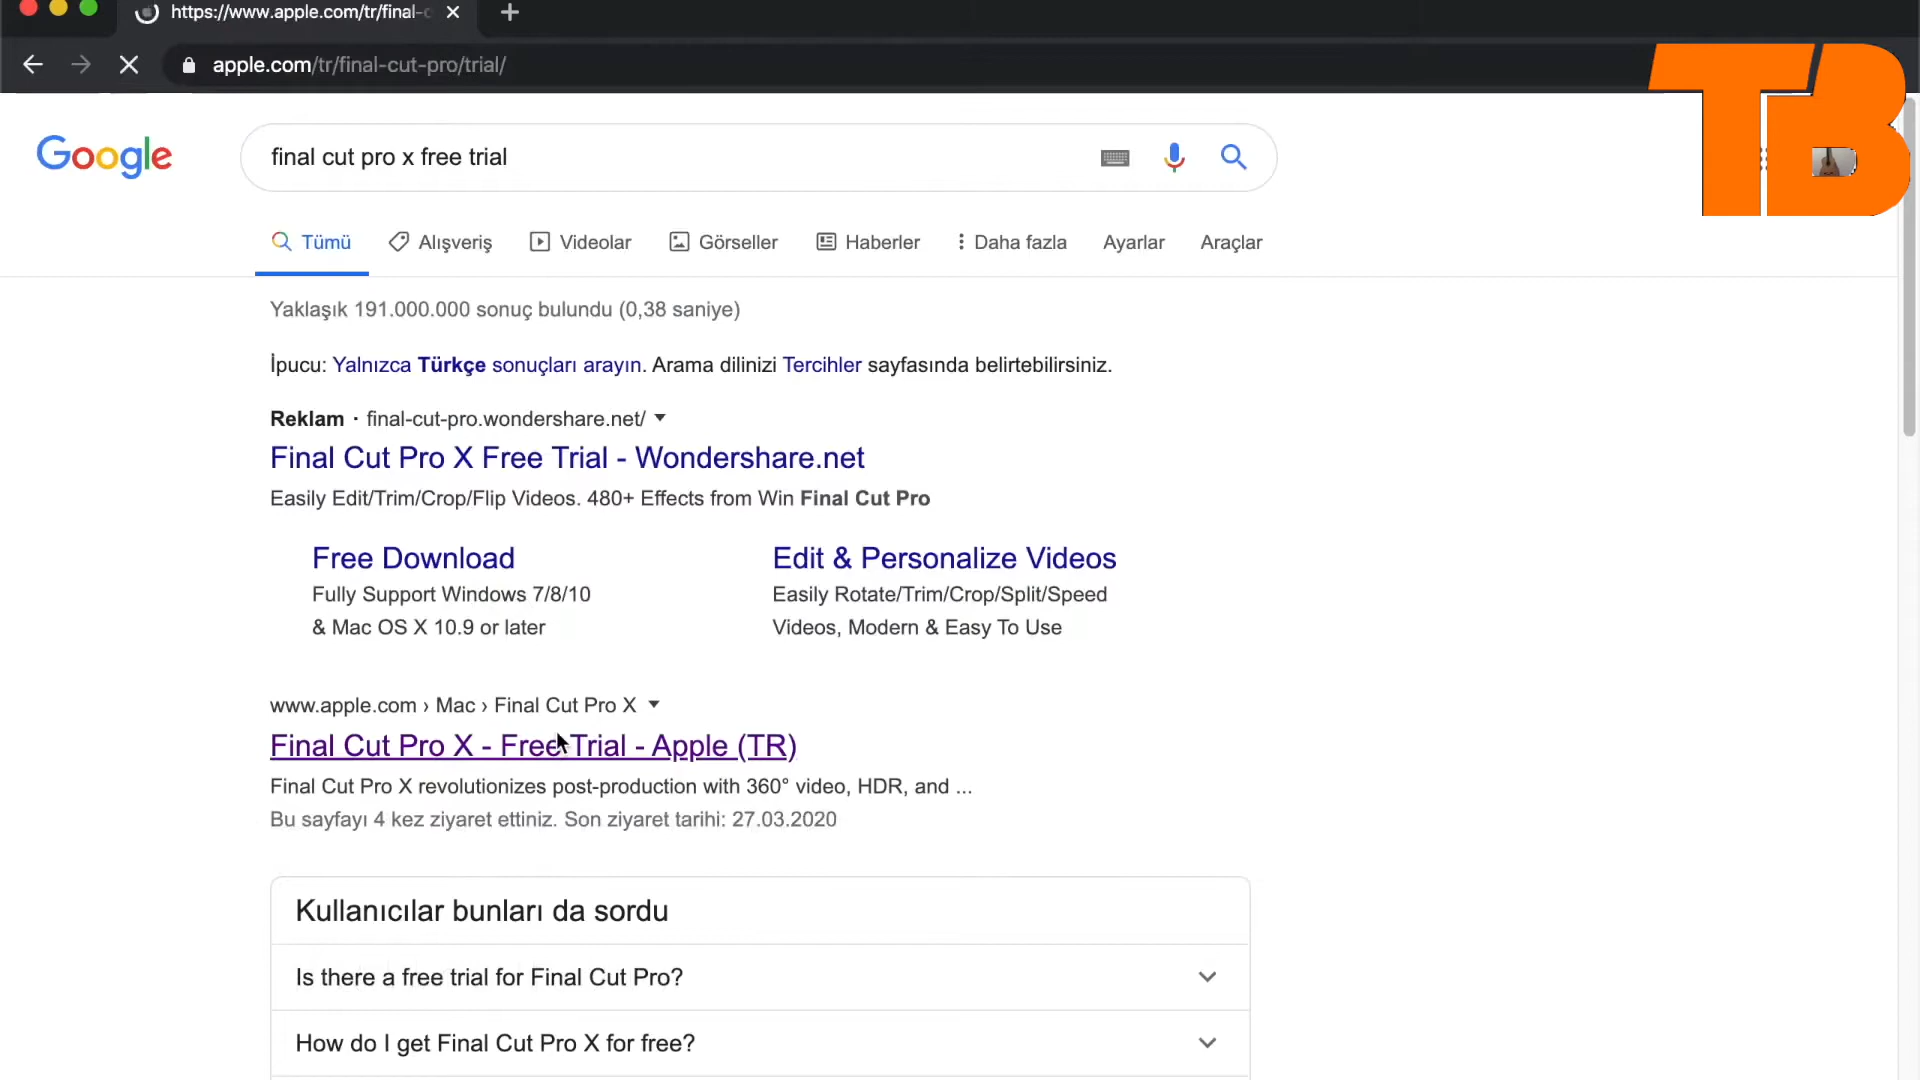 https://www.apple.com/tr/final-c
apple.com/tr/final-cut-pro/trial/
TB
Google
final cut pro x free trial
Tümü
Alışveriş
Videolar
Görseller
Haberler
Daha fazla
Ayarlar
Araçlar
Yaklaşık 191.000.000 sonuç bulundu (0,38 saniye)
İpucu: Yalnızca Türkçe sonuçları arayın. Arama dilinizi Tercihler sayfasında belirtebilirsiniz.
Reklam · final-cut-pro.wondershare.net/
Final Cut Pro X Free Trial - Wondershare.net
Easily Edit/Trim/Crop/Flip Videos. 480+ Effects from Win Final Cut Pro
Free Download
Fully Support Windows 7/8/10
& Mac OS X 10.9 or later
Edit & Personalize Videos
Easily Rotate/Trim/Crop/Split/Speed
Videos, Modern & Easy To Use
www.apple.com › Mac › Final Cut Pro X
Final Cut Pro X - Free Trial - Apple (TR)
Final Cut Pro X revolutionizes post-production with 360° video, HDR, and ...
Bu sayfayı 4 kez ziyaret ettiniz. Son ziyaret tarihi: 27.03.2020
Kullanıcılar bunları da sordu
Is there a free trial for Final Cut Pro?
How do I get Final Cut Pro X for free?